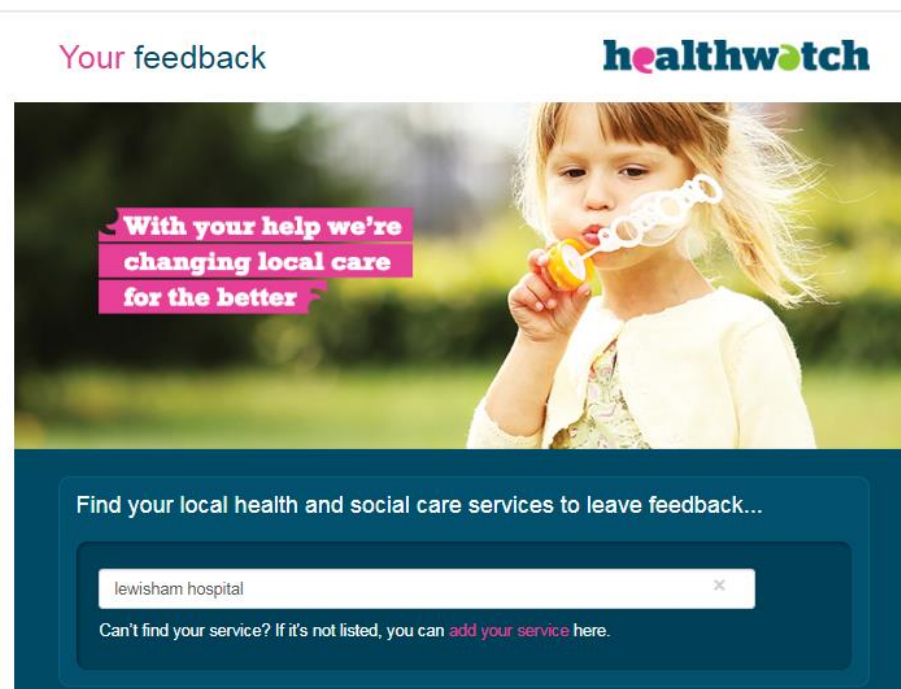 Your feedback
healthwatch
With your help we're
changing local care
for the better
Find your local health and social care services to leave feedback...
lewisham hospital ×
Can't find your service? If it's not listed, you can add your service here.